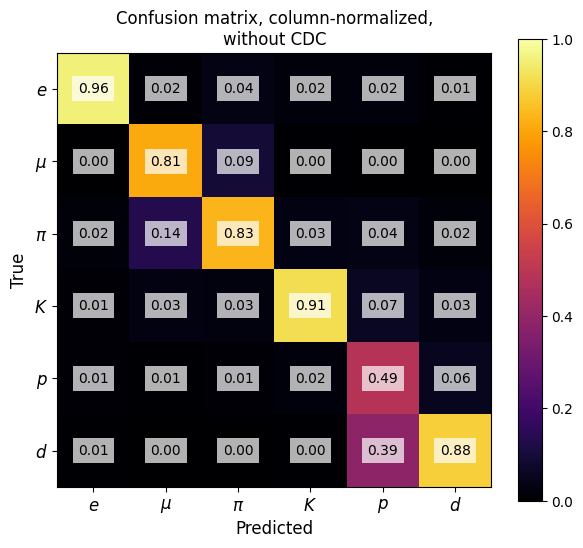 Confusion matrix, column-normalized,
without CDC
True
e 0.96 0.02 0.04 0.02 0.02 0.01
μ 0.00 0.81 0.09 0.00 0.00 0.00
π 0.02 0.14 0.83 0.03 0.04 0.02
K 0.01 0.03 0.03 0.91 0.07 0.03
p 0.01 0.01 0.01 0.02 0.49 0.06
d 0.01 0.00 0.00 0.00 0.39 0.88
e μ π K p d
Predicted
1.0
0.8
0.6
0.4
0.2
0.0